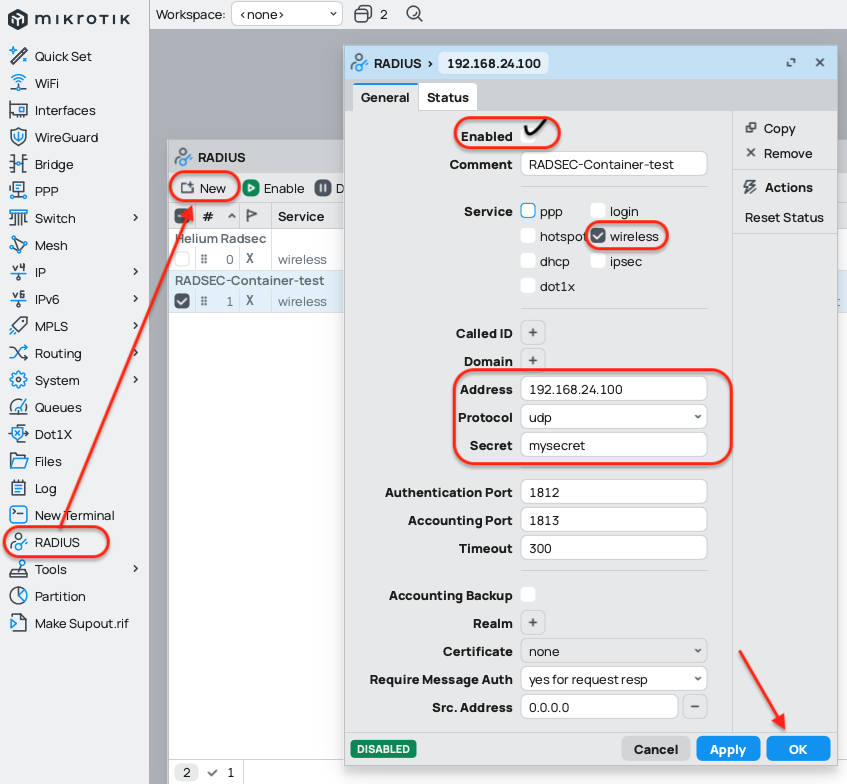 mikrotik
Workspace: <none> 2
Quick Set
WiFi
Interfaces
WireGuard
Bridge
PPP
Switch
Mesh
IP
IPv6
MPLS
Routing
System
Queues
Dot1X
Files
Log
New Terminal
RADIUS
Tools
Partition
Make Supout.rif
RADIUS
New Enable D
# Service
Helium Radsec
0 X wireless
RADSEC-Container-test
1 X wireless
2 1
RADIUS 192.168.24.100
General Status
Enabled
Comment RADSEC-Container-test
Service ppp login
hotspot wireless
dhcp ipsec
dot1x
Called ID +
Domain +
Address 192.168.24.100
Protocol udp
Secret mysecret
Authentication Port 1812
Accounting Port 1813
Timeout 300
Accounting Backup
Realm +
Certificate none
Require Message Auth yes for request resp
Src. Address 0.0.0.0 −
Copy
Remove
Actions
Reset Status
DISABLED Cancel Apply OK